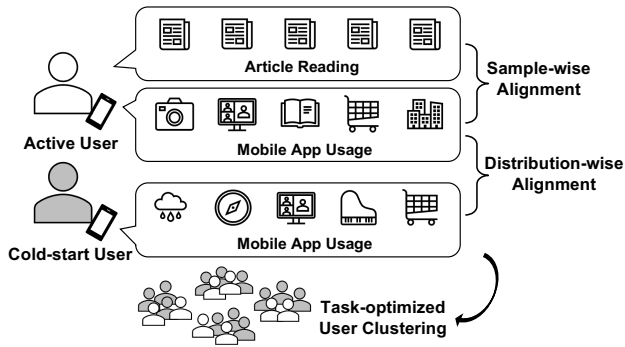 Article Reading
Sample-wise
Alignment
Active User
Mobile App Usage
Distribution-wise
Alignment
Cold-start User
Mobile App Usage
Task-optimized
User Clustering